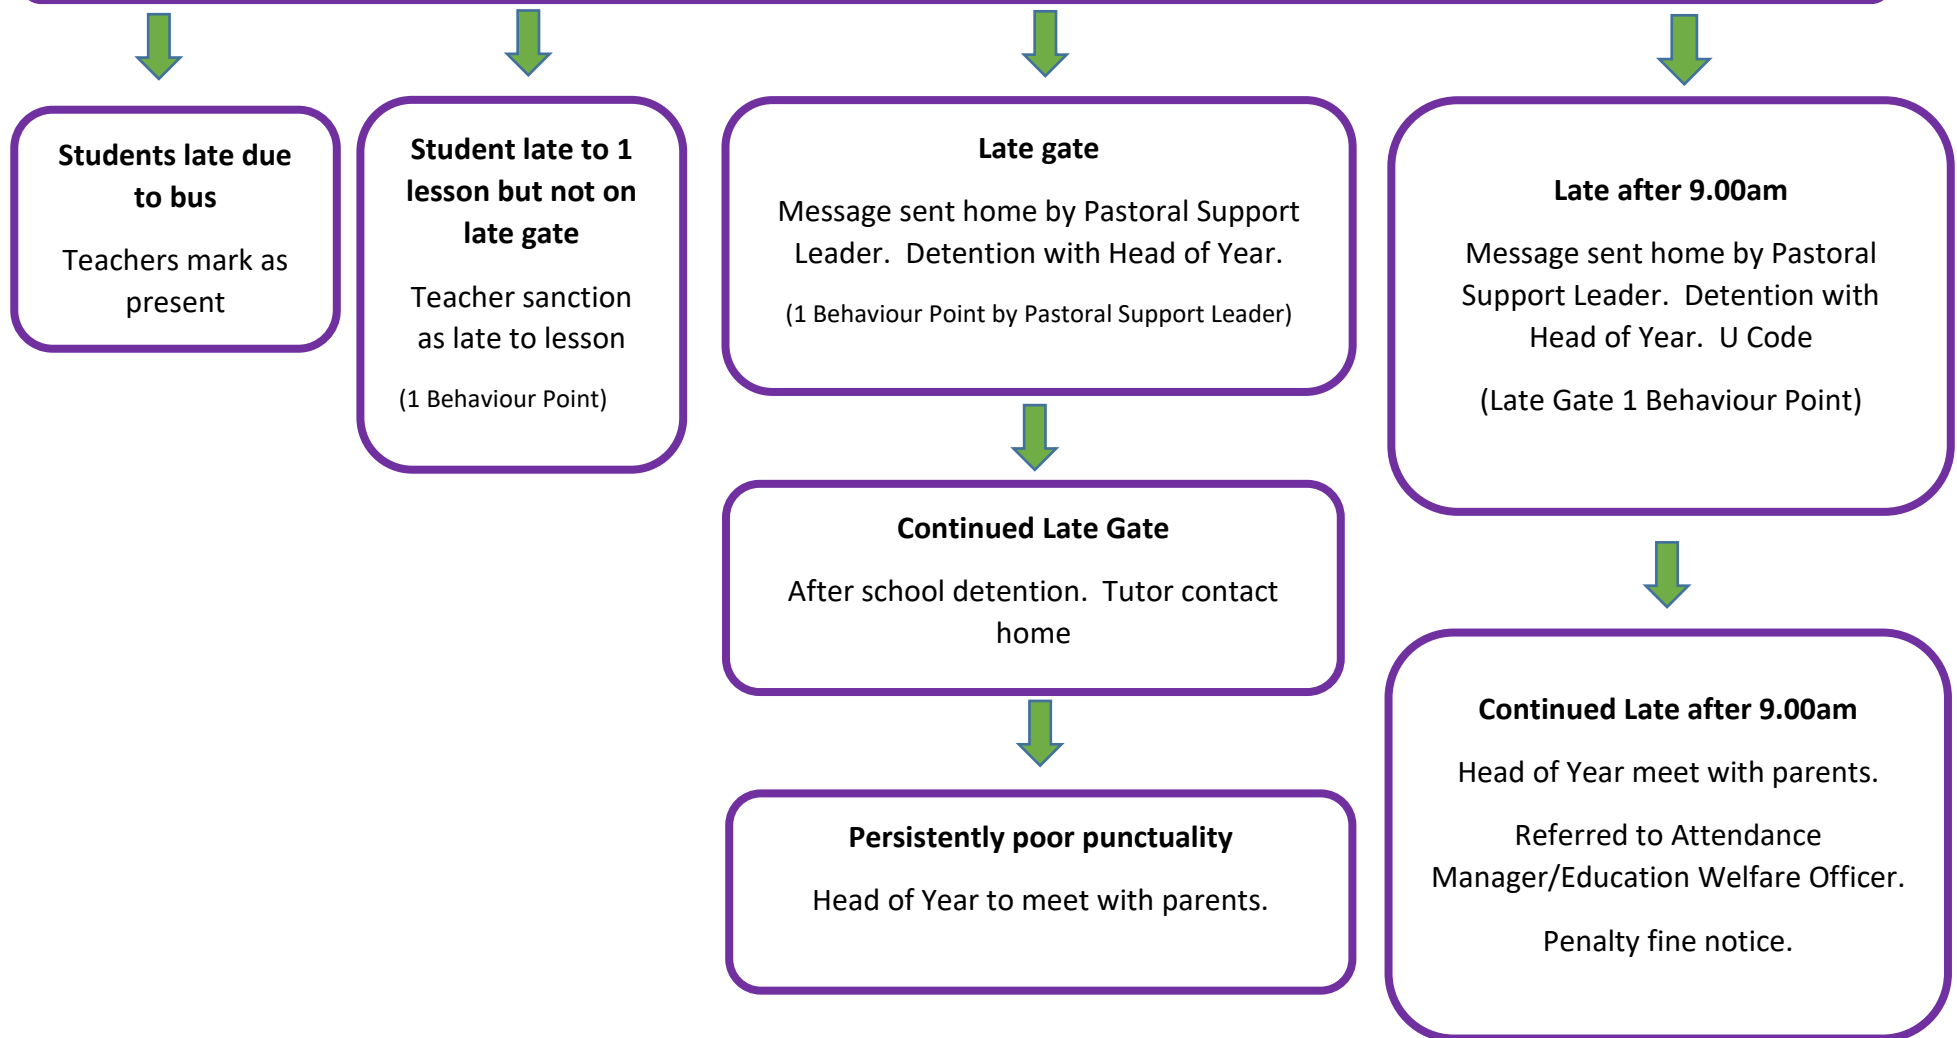 Students late due
to bus
Teachers mark as
present
Student late to 1
lesson but not on
late gate
Teacher sanction
as late to lesson
(1 Behaviour Point)
Late gate
Message sent home by Pastoral Support
Leader.  Detention with Head of Year.
(1 Behaviour Point by Pastoral Support Leader)
Continued Late Gate
After school detention.  Tutor contact
home
Persistently poor punctuality
Head of Year to meet with parents.
Late after 9.00am
Message sent home by Pastoral
Support Leader.  Detention with
Head of Year.  U Code
(Late Gate 1 Behaviour Point)
Continued Late after 9.00am
Head of Year meet with parents.
Referred to Attendance
Manager/Education Welfare Officer.
Penalty fine notice.